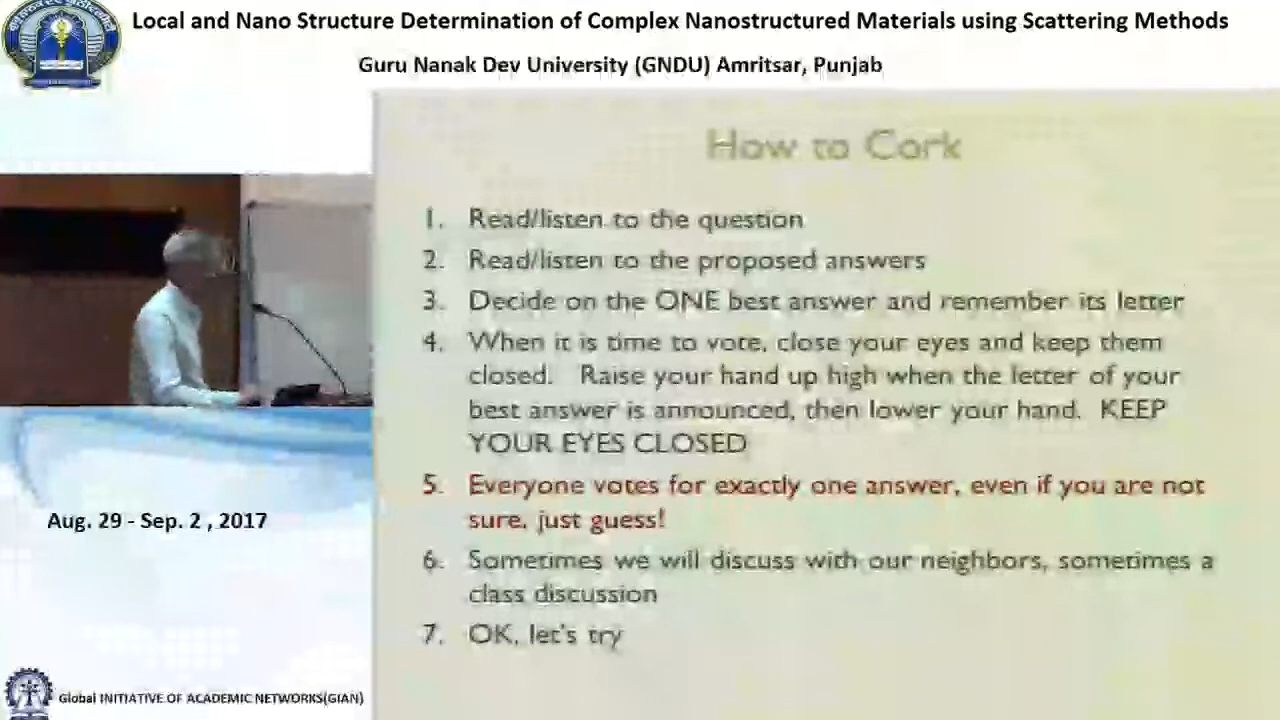 Local and Nano Structure Determination of Complex Nanostructured Materials using Scattering Methods
Guru Nanak Dev University (GNDU) Amritsar, Punjab
How to Cork
1. Read/listen to the question
2. Read/listen to the proposed answers
3. Decide on the ONE best answer and remember its letter
4. When it is time to vote, close your eyes and keep them
closed. Raise your hand up high when the letter of your
best answer is announced, then lower your hand. KEEP
YOUR EYES CLOSED
5. Everyone votes for exactly one answer, even if you are not
sure, just guess!
6. Sometimes we will discuss with our neighbors, sometimes a
class discussion
7. OK, let's try
Aug. 29 - Sep. 2 , 2017
Global INITIATIVE OF ACADEMIC NETWORKS(GIAN)